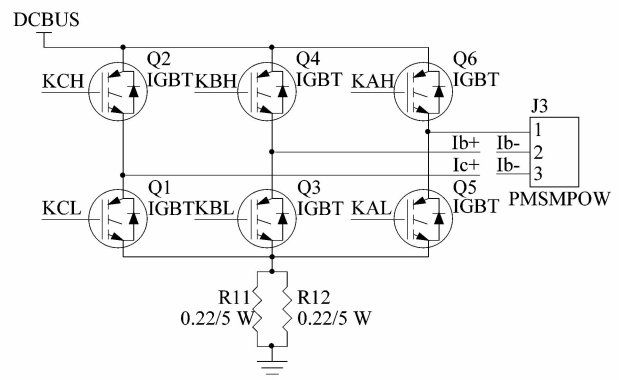 DCBUS
Q2
Q4
Q6
KCH
IGBT
KBH
IGBT
KAH
IGBT
J3
1
Ib+
Ib-
2
Ic+
Ib-
3
Q1
Q3
Q5
PMSMPOW
KCL
IGBT
KBL
IGBT
KAL
IGBT
R11
R12
0.22/5 W
0.22/5 W